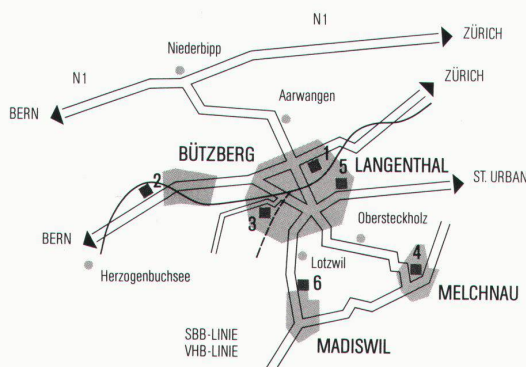 N1
ZÜRICH
Niederbipp
N1
ZÜRICH
BERN
Aarwangen
BÜTZBERG
1
LANGENTHAL
5
2
ST. URBAN
3
Obersteckholz
BERN
Lotzwil
4
Herzogenbuchsee
6
MELCHNAU
SBB-LINIE
VHB-LINIE
MADISWIL